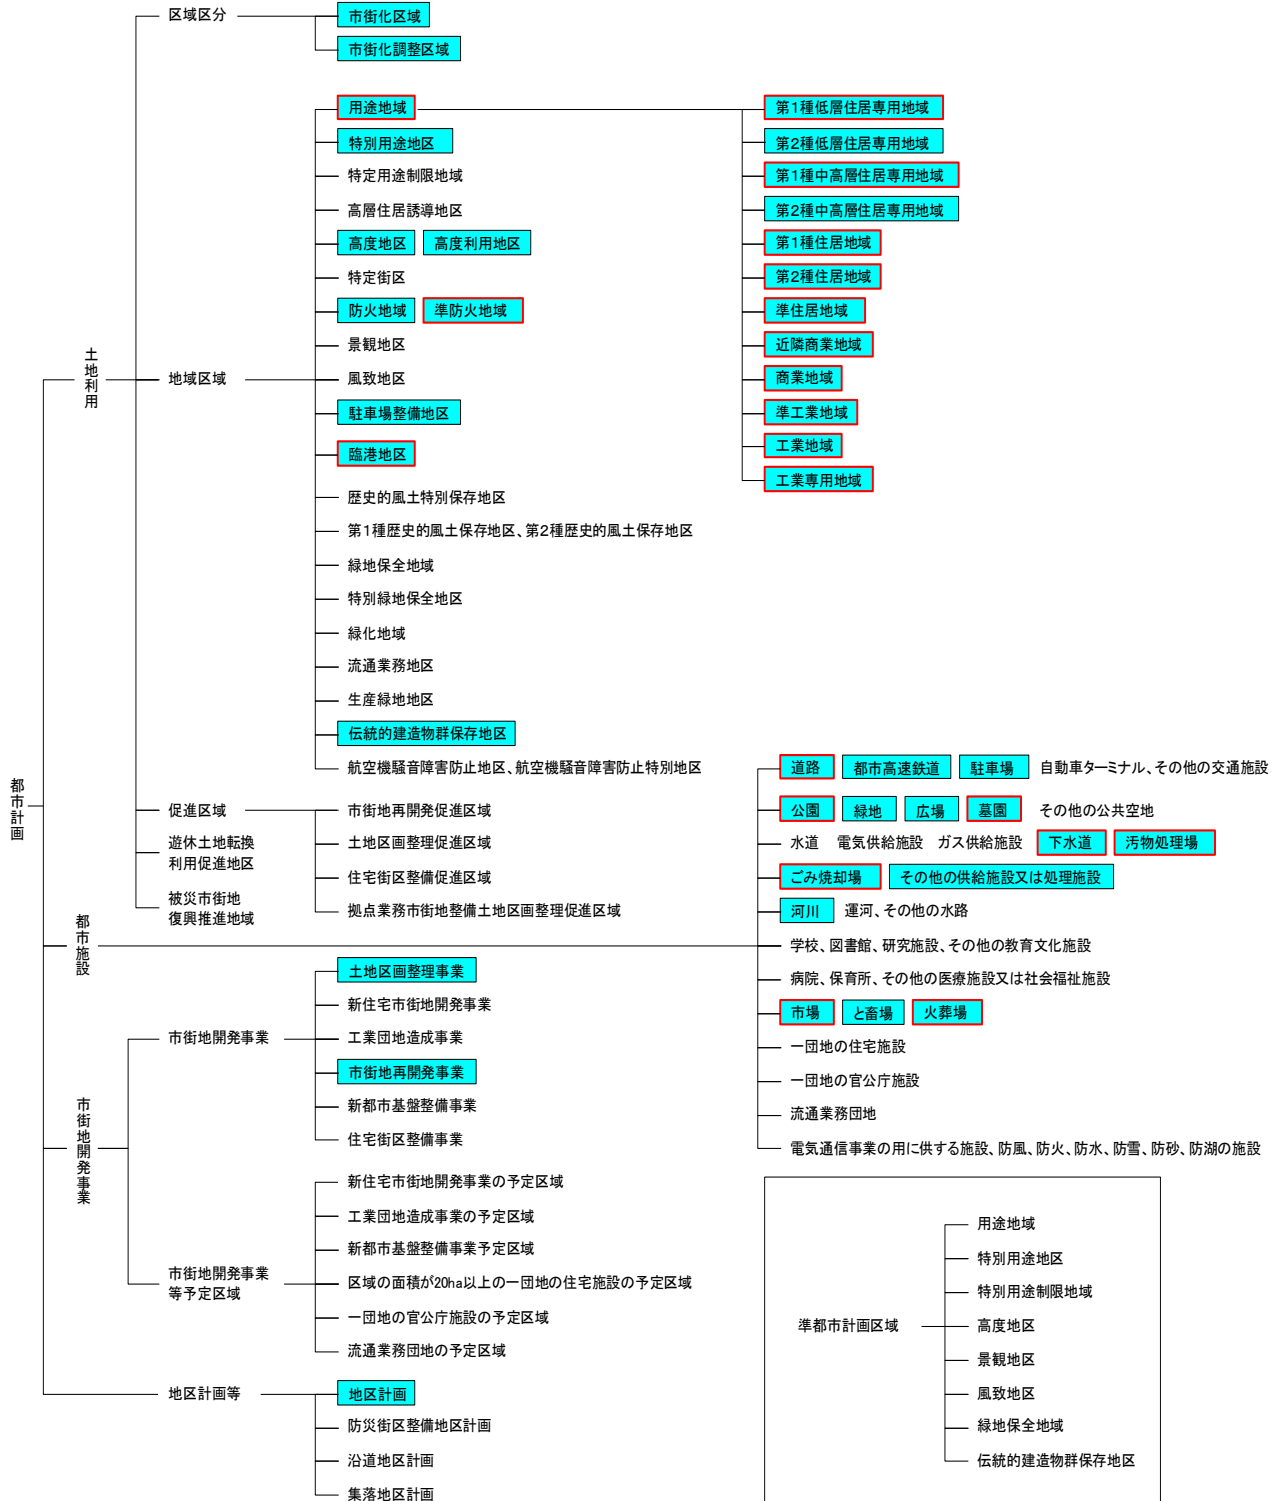 都市計画
土地利用
区域区分
市街化区域
市街化調整区域
地域区域
用途地域
特別用途地区
特定用途制限地域
高層住居誘導地区
高度地区 高度利用地区
特定街区
防火地域 準防火地域
景観地区
風致地区
駐車場整備地区
臨港地区
歴史的風土特別保存地区
第1種歴史的風土保存地区、第2種歴史的風土保存地区
緑地保全地域
特別緑地保全地区
緑化地域
流通業務地区
生産緑地地区
伝統的建造物群保存地区
航空機騒音障害防止地区、航空機騒音障害防止特別地区
第1種低層住居専用地域
第2種低層住居専用地域
第1種中高層住居専用地域
第2種中高層住居専用地域
第1種住居地域
第2種住居地域
準住居地域
近隣商業地域
商業地域
準工業地域
工業地域
工業専用地域
促進区域
市街地再開発促進区域
土地区画整理促進区域
住宅街区整備促進区域
拠点業務市街地整備土地区画整理促進区域
遊休土地転換
利用促進地区
被災市街地
復興推進地域
都市施設
道路 都市高速鉄道 駐車場 自動車ターミナル、その他の交通施設
公園 緑地 広場 墓園 その他の公共空地
水道 電気供給施設 ガス供給施設 下水道 汚物処理場
ごみ焼却場 その他の供給施設又は処理施設
河川 運河、その他の水路
学校、図書館、研究施設、その他の教育文化施設
病院、保育所、その他の医療施設又は社会福祉施設
市場 と畜場 火葬場
一団地の住宅施設
一団地の官公庁施設
流通業務団地
電気通信事業の用に供する施設、防風、防火、防水、防雪、防砂、防湖の施設
市街地開発事業
市街地開発事業
土地区画整理事業
新住宅市街地開発事業
工業団地造成事業
市街地再開発事業
新都市基盤整備事業
住宅街区整備事業
市街地開発事業
等予定区域
新住宅市街地開発事業の予定区域
工業団地造成事業の予定区域
新都市基盤整備事業予定区域
区域の面積が20ha以上の一団地の住宅施設の予定区域
一団地の官公庁施設の予定区域
流通業務団地の予定区域
地区計画等
地区計画
防災街区整備地区計画
沿道地区計画
集落地区計画
準都市計画区域
用途地域
特別用途地区
特別用途制限地域
高度地区
景観地区
風致地区
緑地保全地域
伝統的建造物群保存地区